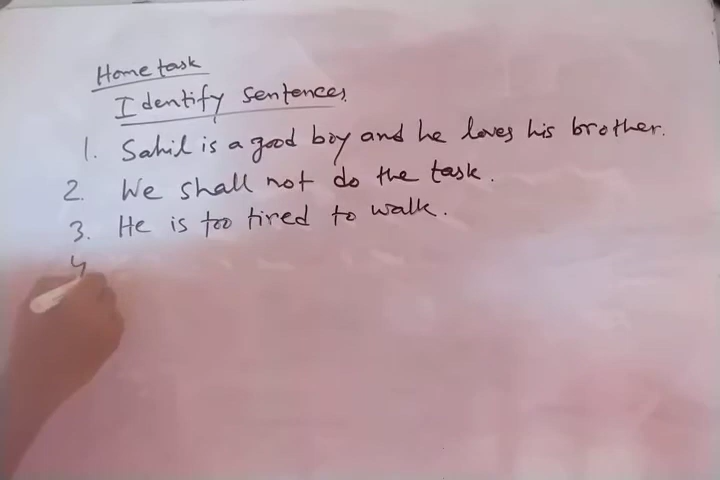 Home task
Identify sentences.
1. Sahil is a good boy and he loves his brother.
2. We shall not do the task.
3. He is too tired to walk.
4